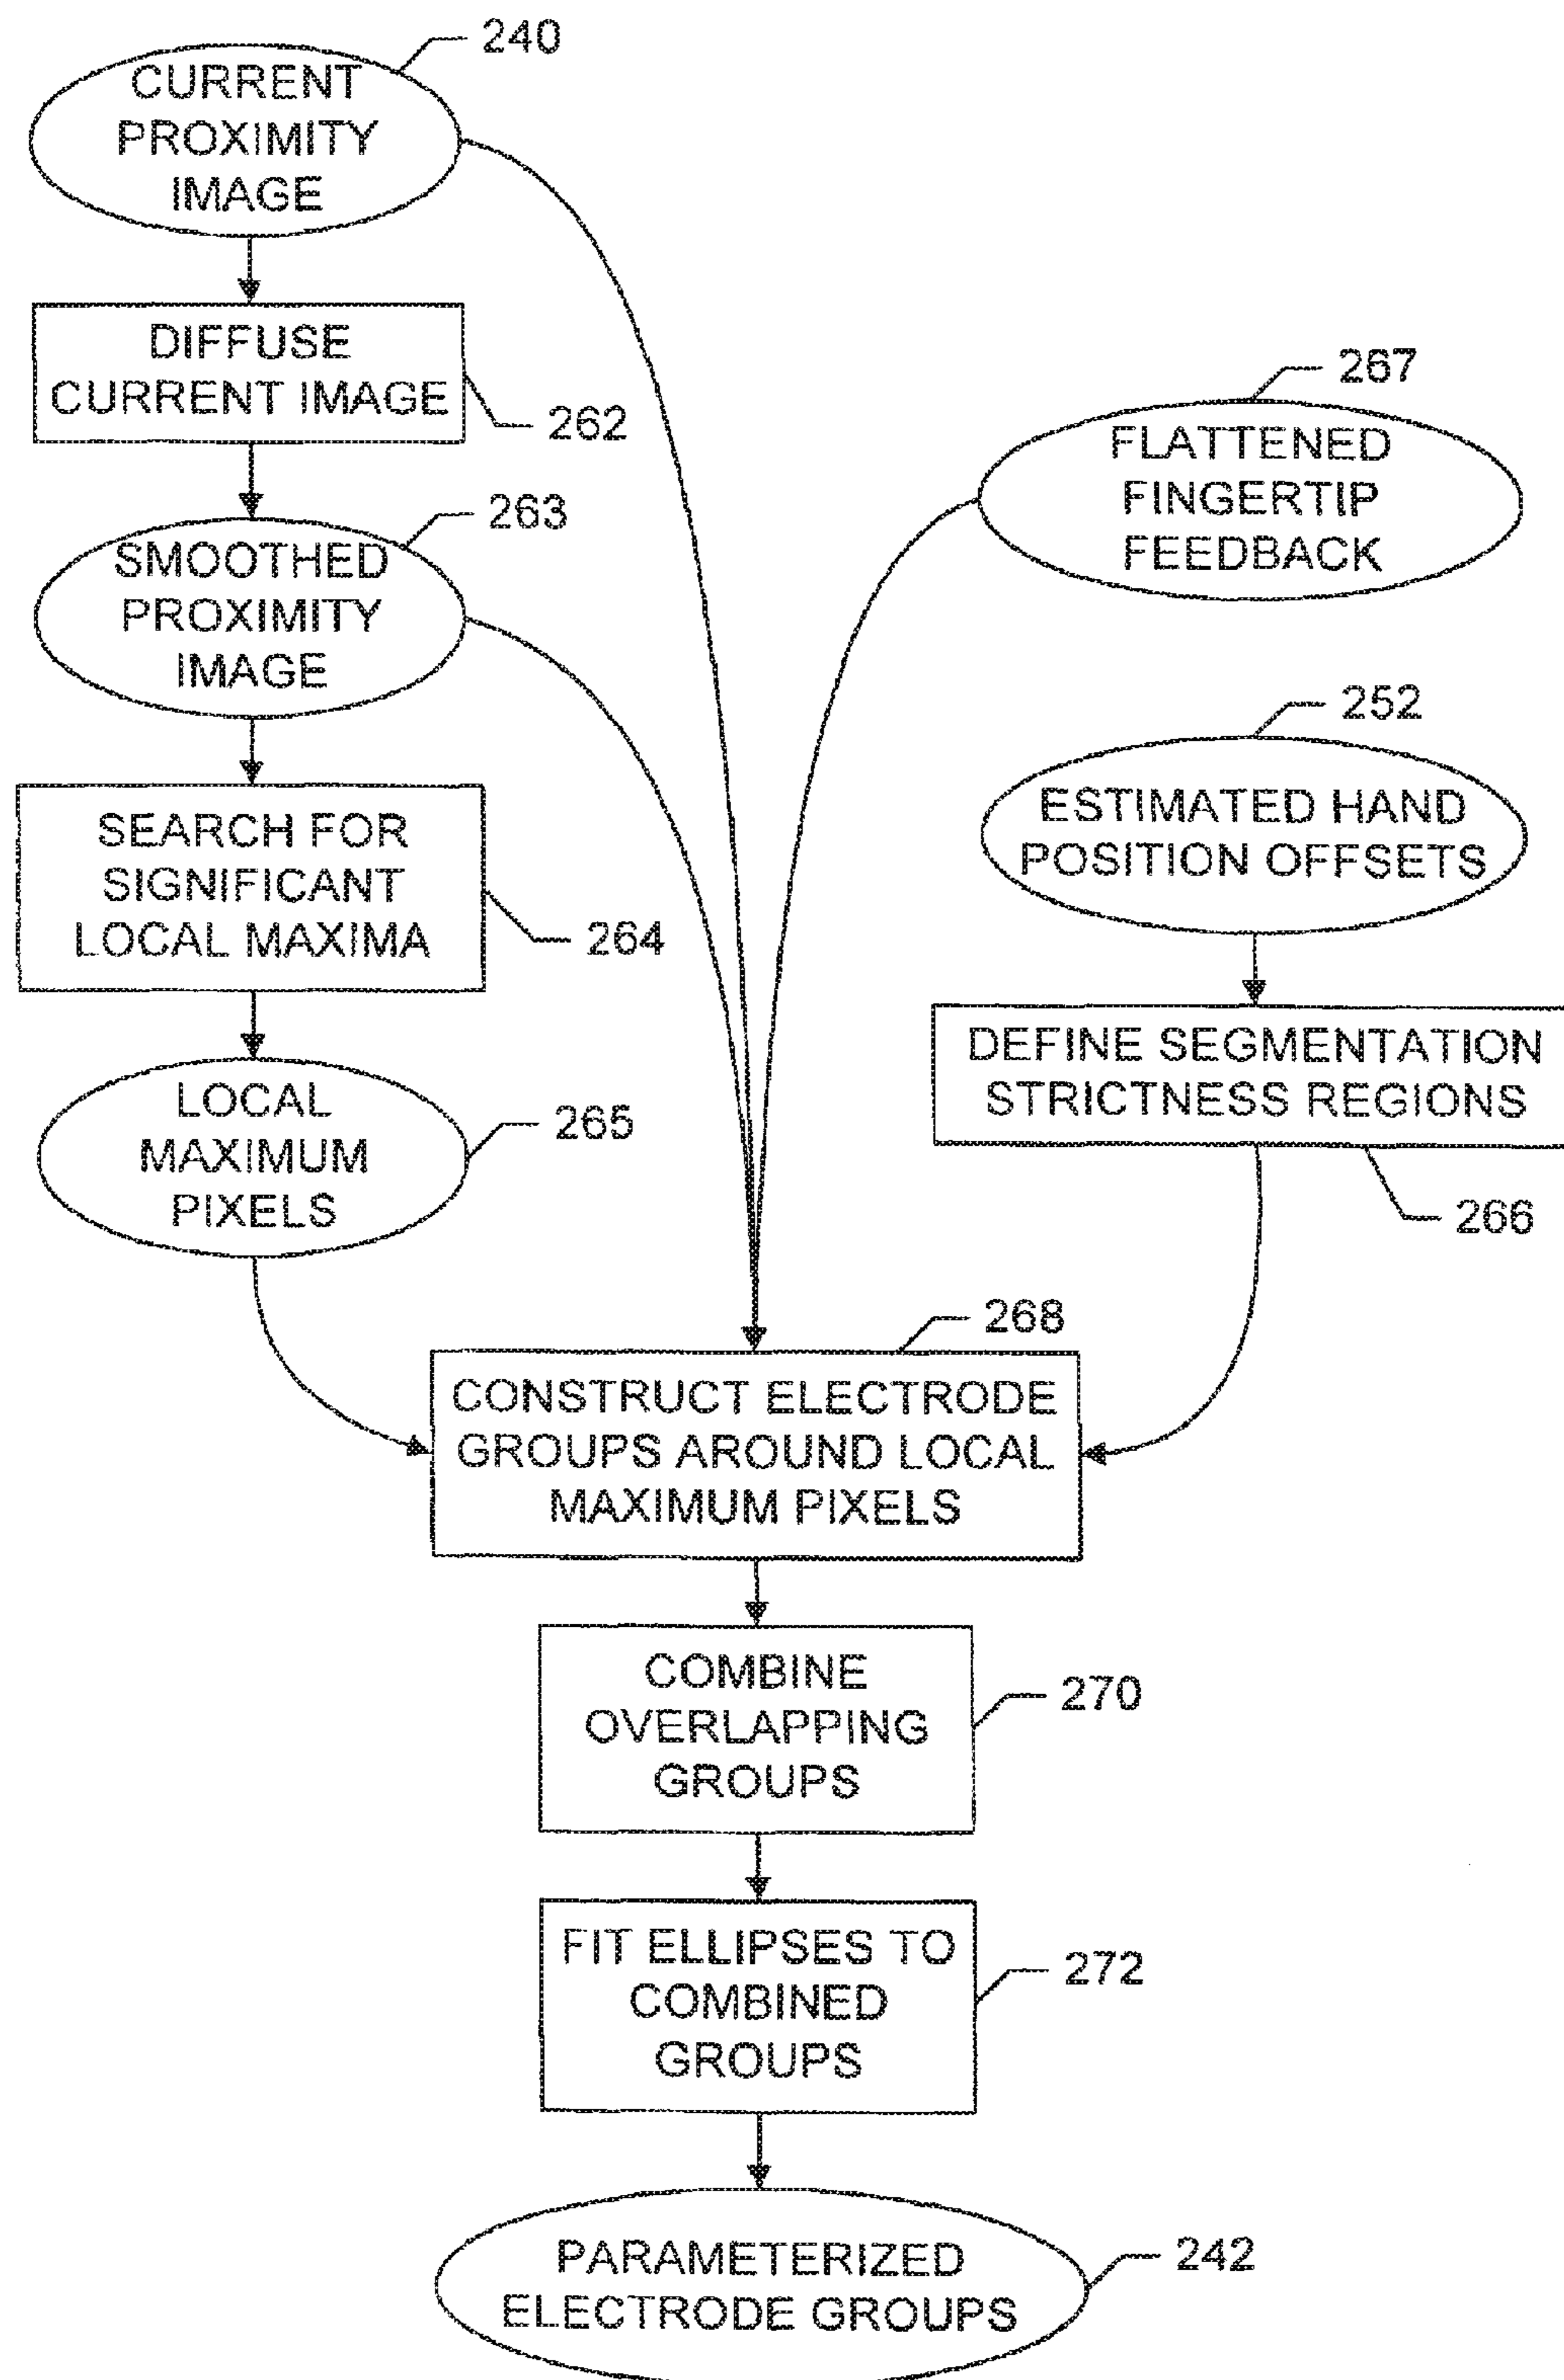 240
CURRENT
PROXIMITY
IMAGE
DIFFUSE
CURRENT IMAGE
262
263
SMOOTHED
PROXIMITY
IMAGE
SEARCH FOR
SIGNIFICANT
LOCAL MAXIMA
264
LOCAL
MAXIMUM
PIXELS
265
267
FLATTENED
FINGERTIP
FEEDBACK
252
ESTIMATED HAND
POSITION OFFSETS
DEFINE SEGMENTATION
STRICTNESS REGIONS
266
268
CONSTRUCT ELECTRODE
GROUPS AROUND LOCAL
MAXIMUM PIXELS
COMBINE
OVERLAPPING
GROUPS
270
FIT ELLIPSES TO
COMBINED
GROUPS
272
PARAMETERIZED
ELECTRODE GROUPS
242